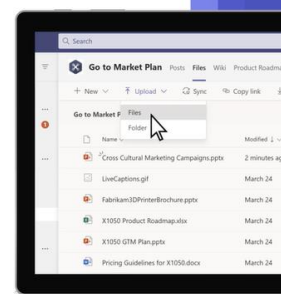 Search
Go to Market Plan Posts Files Wiki Product Roadma
New Upload Sync Copy link
Go to Market P
Files
Folder
Name Modified
Cross Cultural Marketing Campaigns.pptx 2 minutes ag
LiveCaptions.gif March 24
Fabrikam3DPrinterBrochure.pptx March 24
X1050 Product Roadmap.xlsx March 24
X1050 GTM Plan.pptx March 24
Pricing Guidelines for X1050.docx March 24